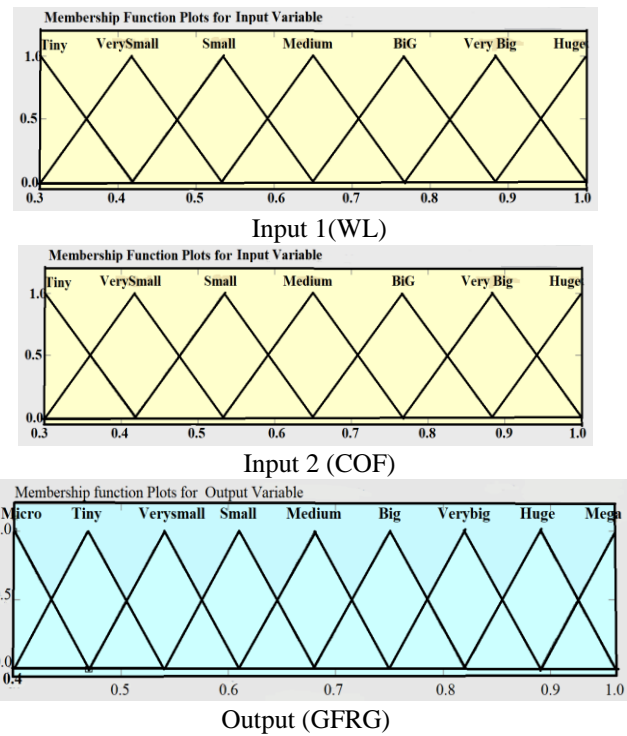 Membership Function Plots for Input Variable
Tiny VerySmall Small Medium BiG Very Big Huge
1.0
0.5
0.0
0.3 0.4 0.5 0.6 0.7 0.8 0.9 1.0
Input 1(WL)
Membership Function Plots for Input Variable
Tiny VerySmall Small Medium BiG Very Big Huge
1.0
0.5
0.0
0.3 0.4 0.5 0.6 0.7 0.8 0.9 1.0
Input 2 (COF)
Membership function Plots for Output Variable
Micro Tiny Verysmall Small Medium Big Verybig Huge Mega
.0
.5
.0
0.4 0.5 0.6 0.7 0.8 0.9 1.0
Output (GFRG)